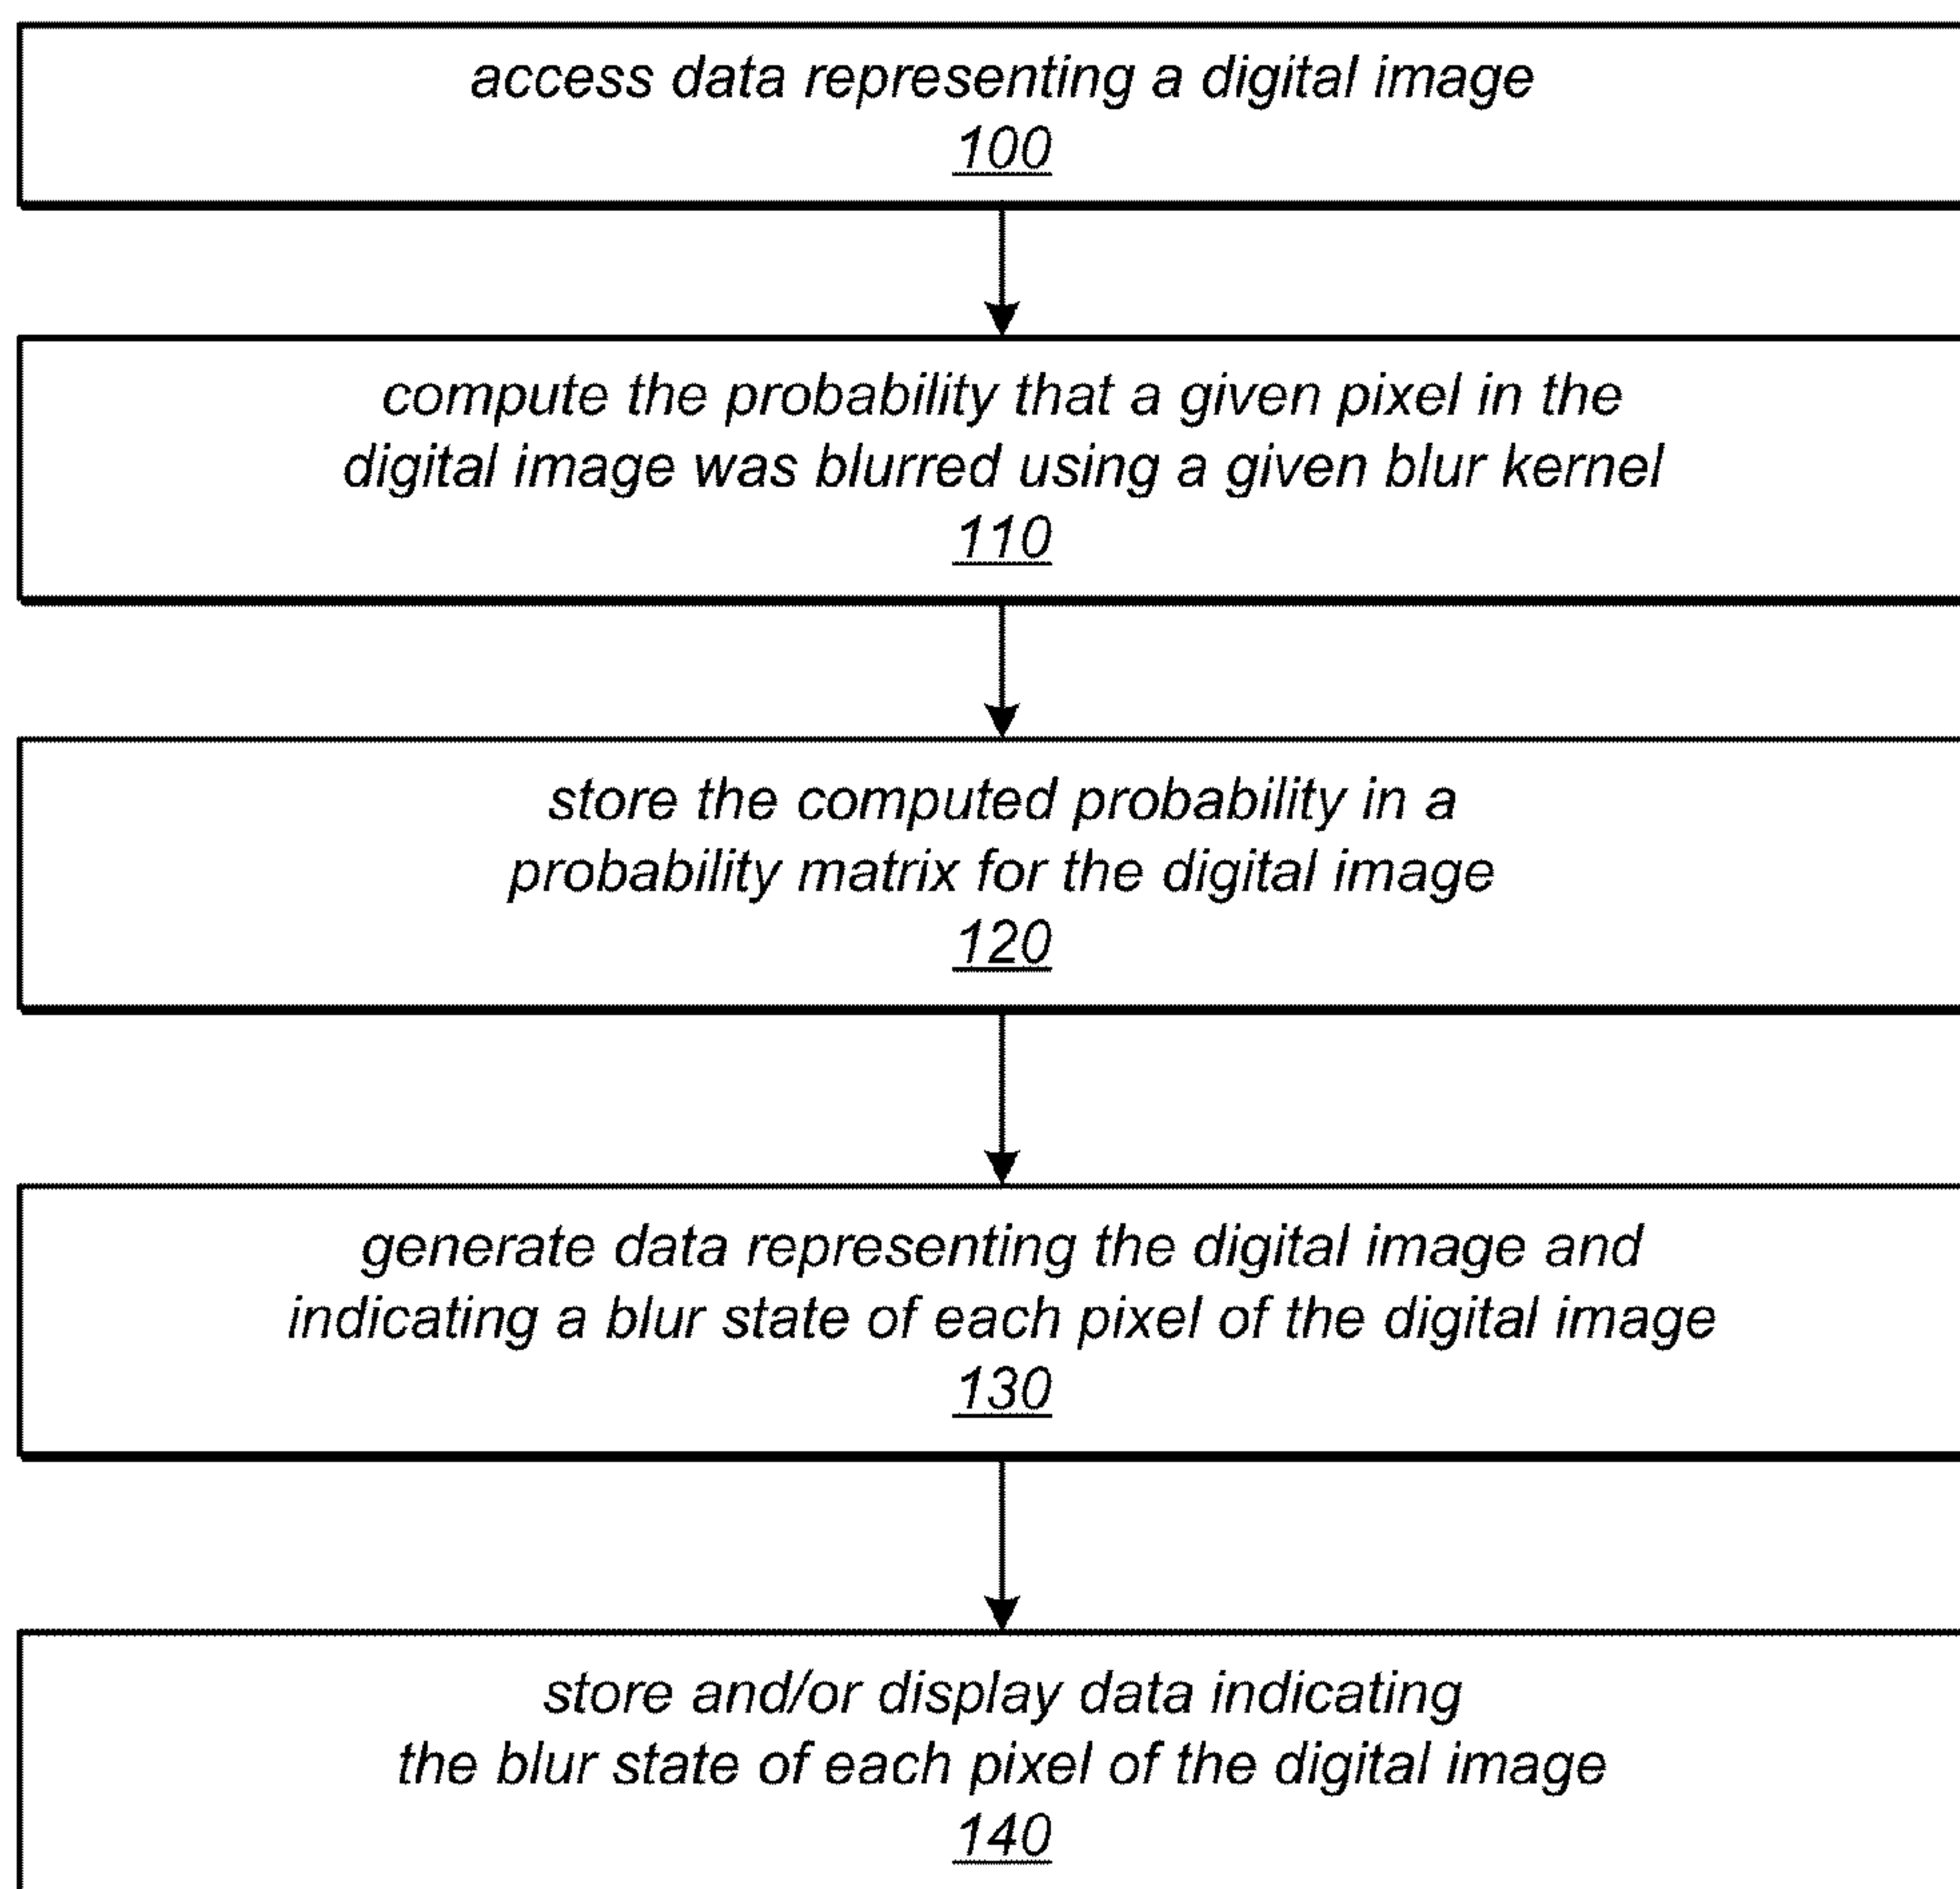 access data representing a digital image
100
compute the probability that a given pixel in the
digital image was blurred using a given blur kernel
110
store the computed probability in a
probability matrix for the digital image
120
generate data representing the digital image and
indicating a blur state of each pixel of the digital image
130
store and/or display data indicating
the blur state of each pixel of the digital image
140